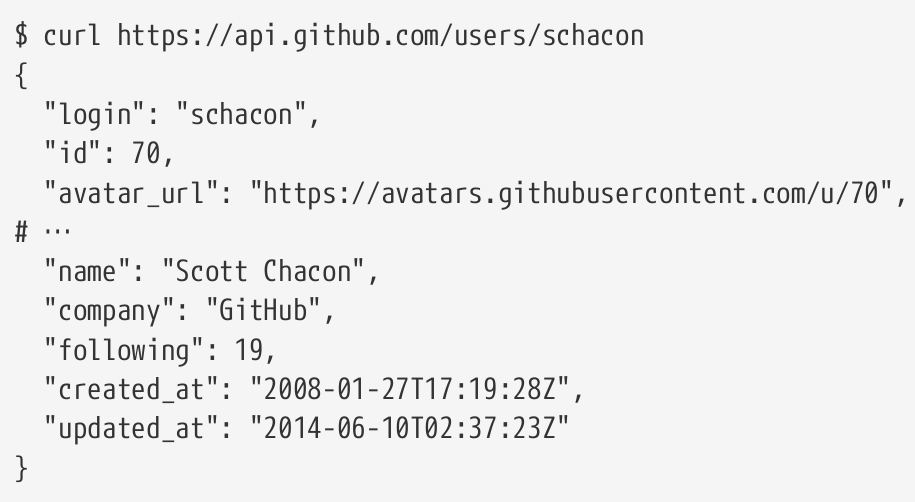 $ curl https://api.github.com/users/schacon
{
  "login": "schacon",
  "id": 70,
  "avatar_url": "https://avatars.githubusercontent.com/u/70",
# …
  "name": "Scott Chacon",
  "company": "GitHub",
  "following": 19,
  "created_at": "2008-01-27T17:19:28Z",
  "updated_at": "2014-06-10T02:37:23Z"
}